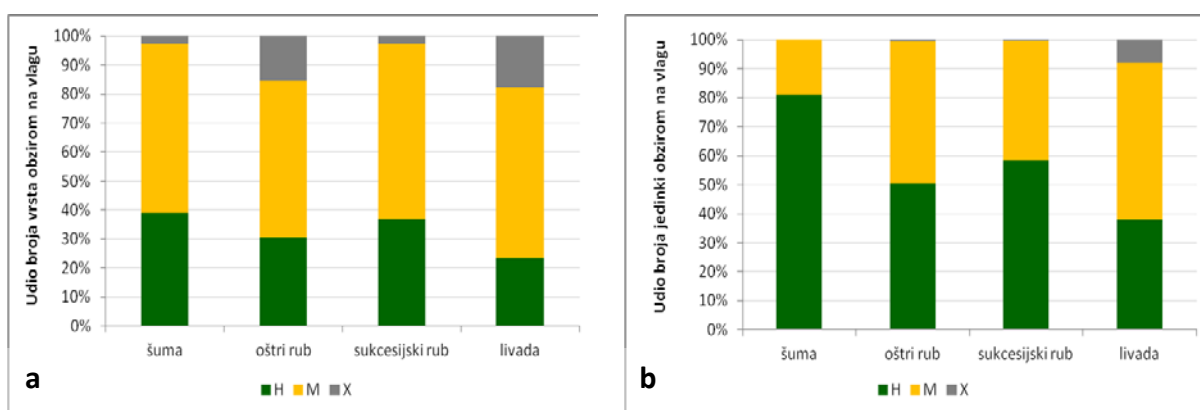 Udio broja vrsta obzirom na vlagu
100%
90%
80%
70%
60%
50%
40%
30%
20%
10%
0%
šuma oštri rub sukcesijski rub livada
H M X
a
Udio broja jedinki obzirom na vlagu
100%
90%
80%
70%
60%
50%
40%
30%
20%
10%
0%
šuma oštri rub sukcesijski rub livada
H M X
b